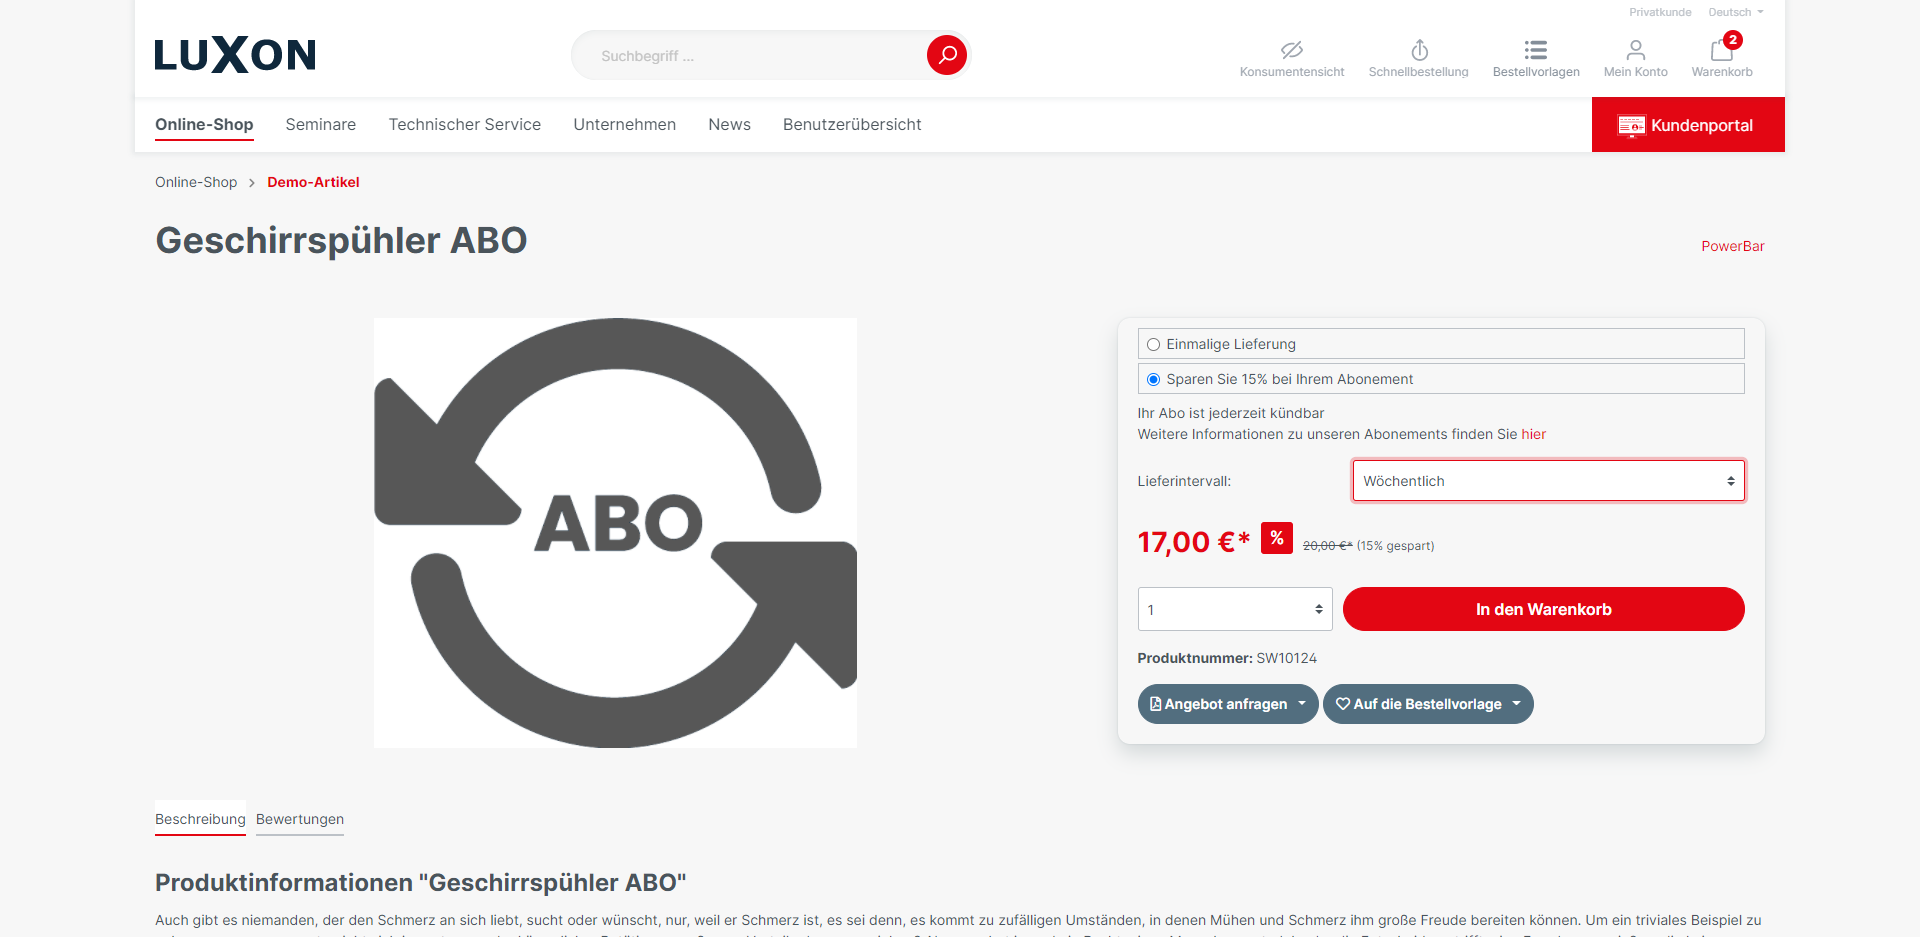 Privatkunde Deutsch
LUXON
Suchbegriff ...
Konsumentensicht Schnellbestellung Bestellvorlagen Mein Konto 2 Warenkorb
Online-Shop Seminare Technischer Service Unternehmen News Benutzerübersicht Kundenportal
Online-Shop > Demo-Artikel
Geschirrspühler ABO
PowerBar
ABO
Einmalige Lieferung
Sparen Sie 15% bei Ihrem Abonement
Ihr Abo ist jederzeit kündbar
Weitere Informationen zu unseren Abonements finden Sie hier
Lieferintervall: Wöchentlich
17,00 €* % 20,00 €* (15% gespart)
1 In den Warenkorb
Produktnummer: SW10124
Angebot anfragen Auf die Bestellvorlage
Beschreibung Bewertungen
Produktinformationen "Geschirrspühler ABO"
Auch gibt es niemanden, der den Schmerz an sich liebt, sucht oder wünscht, nur, weil er Schmerz ist, es sei denn, es kommt zu zufälligen Umständen, in denen Mühen und Schmerz ihm große Freude bereiten können. Um ein triviales Beispiel zu